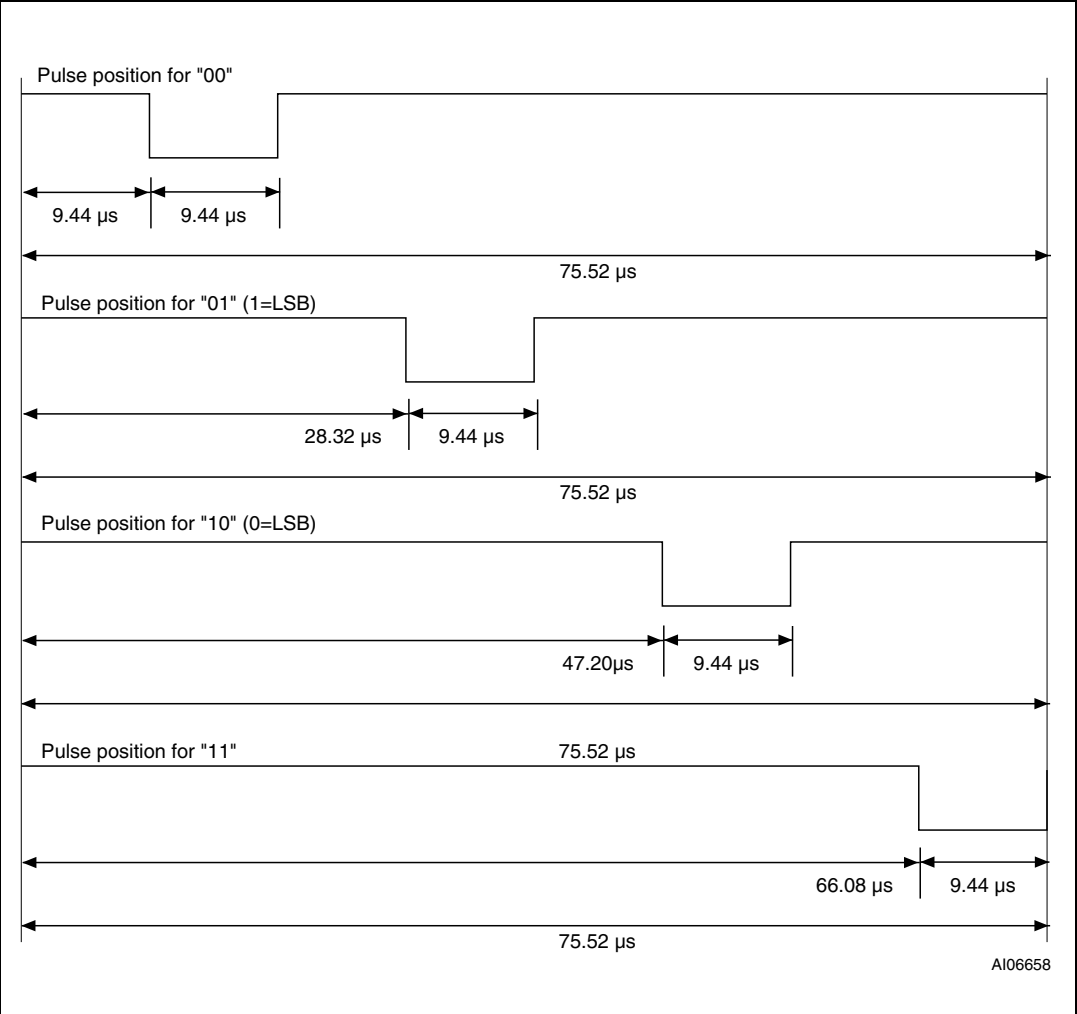 Pulse position for "00"
9.44 µs 9.44 µs
75.52 µs
Pulse position for "01" (1=LSB)
28.32 µs 9.44 µs
75.52 µs
Pulse position for "10" (0=LSB)
47.20µs 9.44 µs
Pulse position for "11" 75.52 µs
66.08 µs 9.44 µs
75.52 µs
AI06658